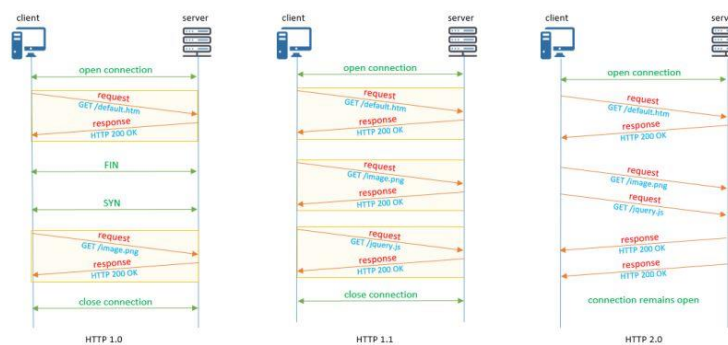 client
server
open connection
request
GET /default.htm
response
HTTP 200 OK
FIN
SYN
request
GET /image.png
response
HTTP 200 OK
close connection
HTTP 1.0
client
server
open connection
request
GET /default.htm
response
HTTP 200 OK
request
GET /image.png
response
HTTP 200 OK
request
GET /jquery.js
response
HTTP 200 OK
close connection
HTTP 1.1
client
open connection
request
GET /default.htm
response
HTTP 200 OK
request
GET /image.png
request
GET /jquery.js
response
HTTP 200 OK
response
HTTP 200 OK
connection remains open
HTTP 2.0